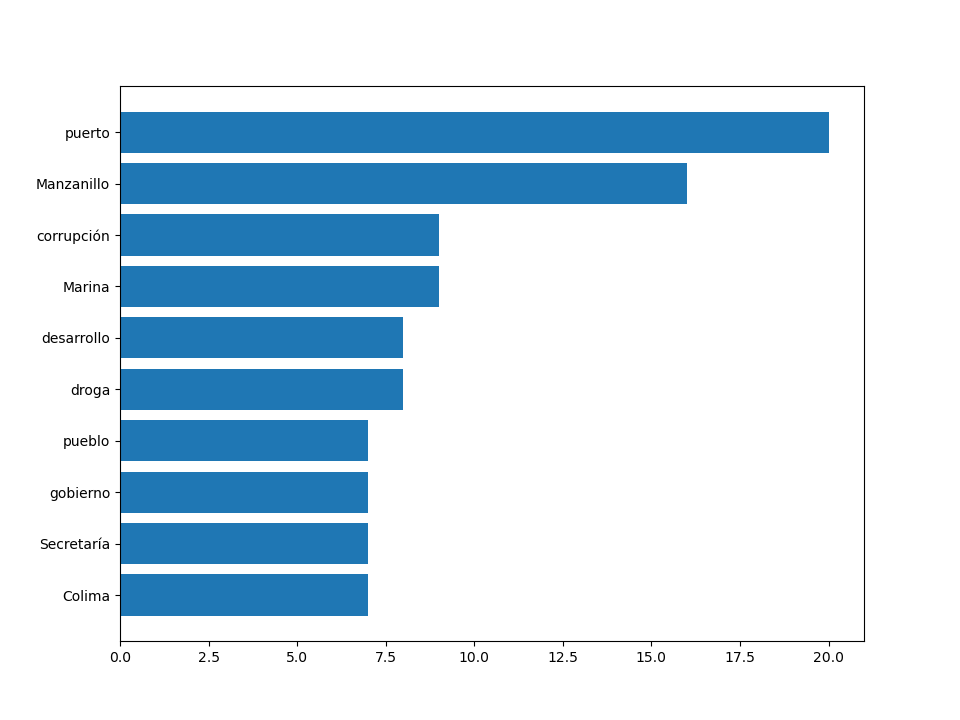 puerto
Manzanillo
corrupción
Marina
desarrollo
droga
pueblo
gobierno
Secretaría
Colima
0.0 2.5 5.0 7.5 10.0 12.5 15.0 17.5 20.0